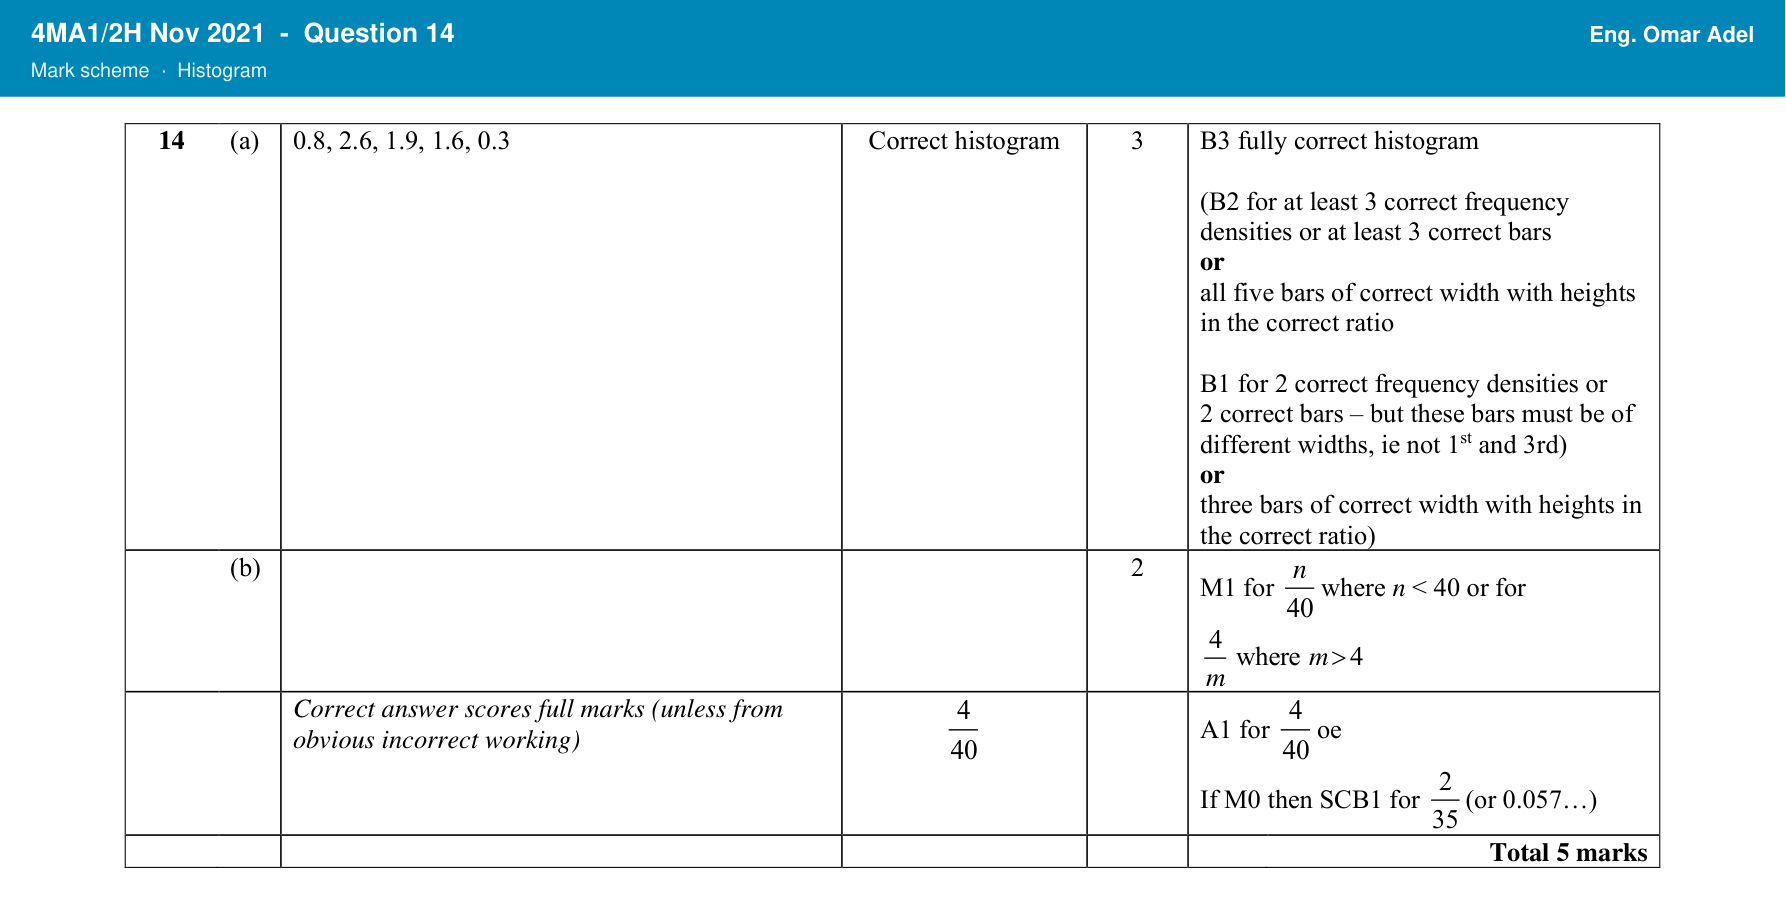 4MA1/2H Nov 2021 - Question 14
Eng. Omar Adel
Mark scheme · Histogram
14 (a) 0.8, 2.6, 1.9, 1.6, 0.3 Correct histogram 3 B3 fully correct histogram
(B2 for at least 3 correct frequency
densities or at least 3 correct bars
or
all five bars of correct width with heights
in the correct ratio
B1 for 2 correct frequency densities or
2 correct bars – but these bars must be of
different widths, ie not 1st and 3rd)
or
three bars of correct width with heights in
the correct ratio)
(b) 2 M1 for n/40 where n < 40 or for
4/m where m > 4
Correct answer scores full marks (unless from
obvious incorrect working)
4/40
A1 for 4/40 oe
If M0 then SCB1 for 2/35 (or 0.057…)
Total 5 marks